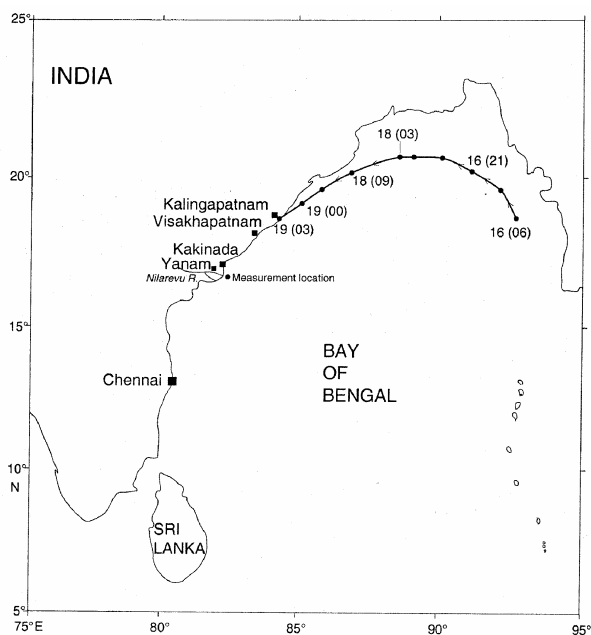 25°
INDIA
18 (03)
16 (21)
20°
18 (09)
Kalingapatnam
19 (00)
Visakhapatnam
19 (03)
16 (06)
Kakinada
Yanam
Nilarevu R.
Measurement location
15°
BAY
OF
BENGAL
Chennai
10°
N
SRI
LANKA
5°
75°E
80°
85°
90°
95°